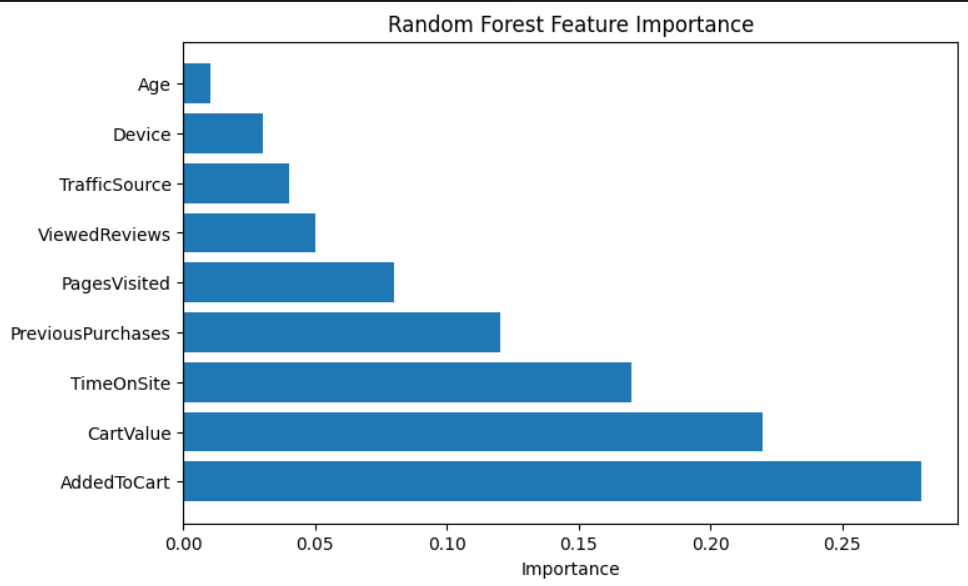 Random Forest Feature Importance
Age
Device
TrafficSource
ViewedReviews
PagesVisited
PreviousPurchases
TimeOnSite
CartValue
AddedToCart
0.00 0.05 0.10 0.15 0.20 0.25
Importance